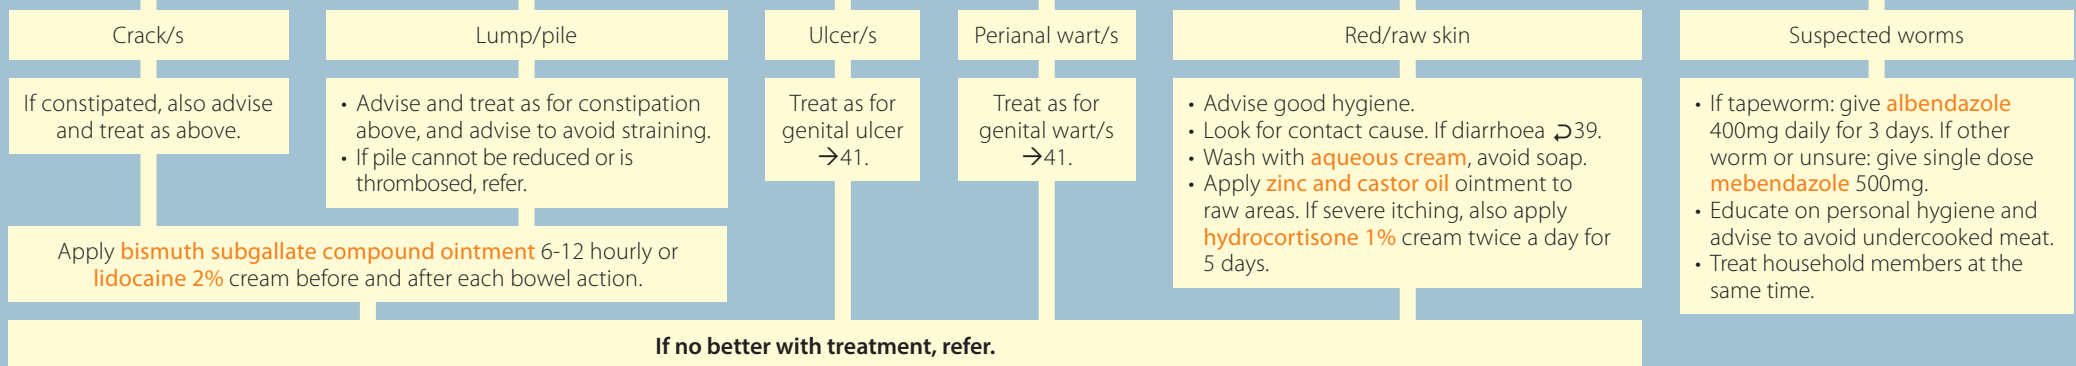 Crack/s
If constipated, also advise
and treat as above.
Lump/pile
• Advise and treat as for constipation
above, and advise to avoid straining.
• If pile cannot be reduced or is
thrombosed, refer.
Apply bismuth subgallate compound ointment 6-12 hourly or
lidocaine 2% cream before and after each bowel action.
Ulcer/s
Treat as for
genital ulcer
→41.
Perianal wart/s
Treat as for
genital wart/s
→41.
Red/raw skin
• Advise good hygiene.
• Look for contact cause. If diarrhoea ⮌39.
• Wash with aqueous cream, avoid soap.
• Apply zinc and castor oil ointment to
raw areas. If severe itching, also apply
hydrocortisone 1% cream twice a day for
5 days.
If no better with treatment, refer.
Suspected worms
• If tapeworm: give albendazole
400mg daily for 3 days. If other
worm or unsure: give single dose
mebendazole 500mg.
• Educate on personal hygiene and
advise to avoid undercooked meat.
• Treat household members at the
same time.